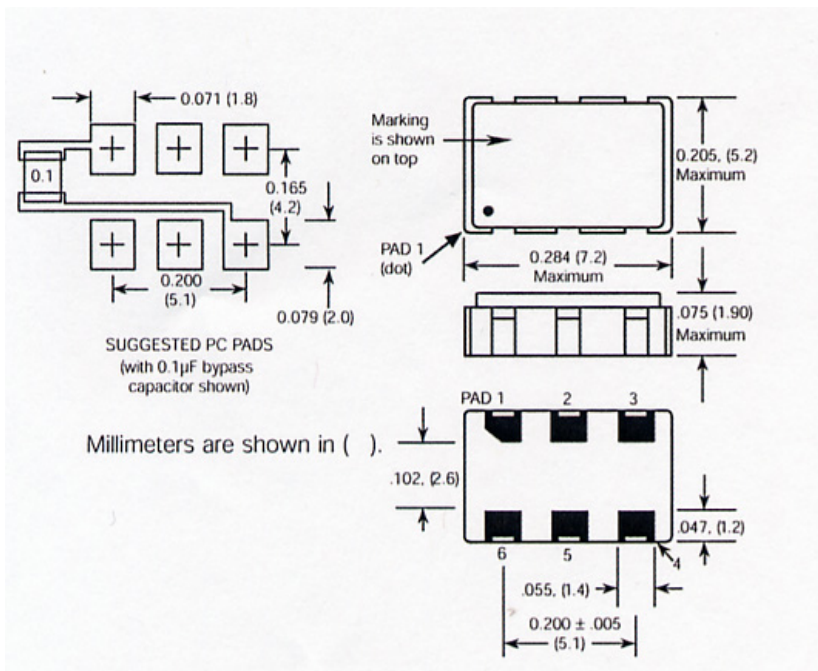 0.071 (1.8)
0.1
0.165
(4.2)
0.200
(5.1)
0.079 (2.0)
SUGGESTED PC PADS
(with 0.1µF bypass
capacitor shown)
Marking
is shown
on top
0.205, (5.2)
Maximum
PAD 1
(dot)
0.284 (7.2)
Maximum
.075 (1.90)
Maximum
Millimeters are shown in (   ).
PAD 1
2
3
.102, (2.6)
.047, (1.2)
6
5
4
.055, (1.4)
0.200 ± .005
(5.1)